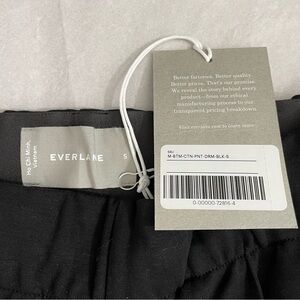 Better factories. Better quality.
Better prices. That's our promise.
We reveal the story behind every
product—from our ethical
manufacturing process to our
transparent pricing breakdown.
SKU
M-BTM-CTN-PNT-DRM-BLK-S
0-00000-72816-4
Ho Chi Minh,
Vietnam
EVERLANE
S